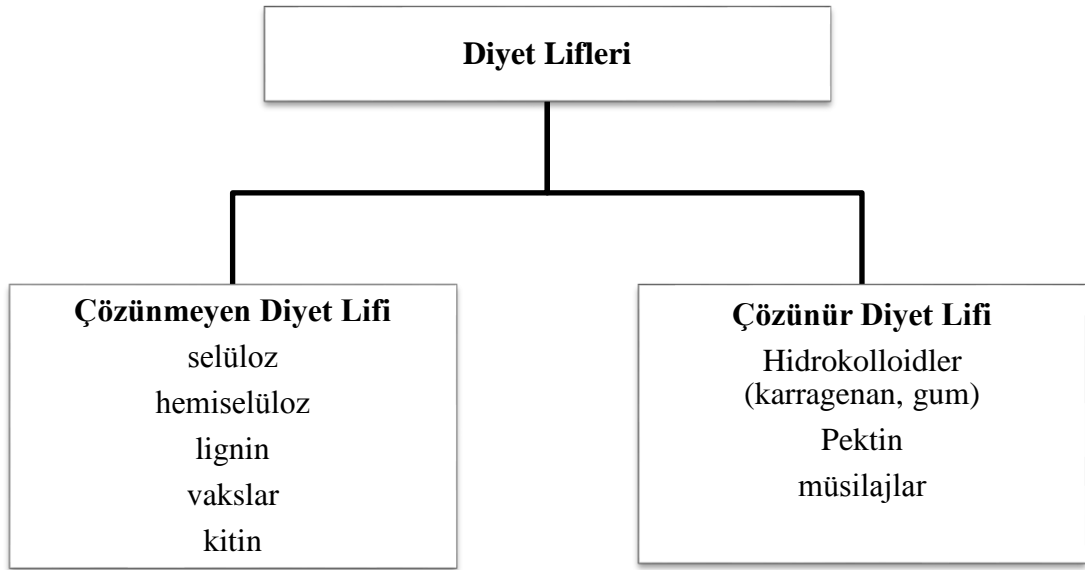 Diyet Lifleri
Çözünmeyen Diyet Lifi
selüloz
hemiselüloz
lignin
vakslar
kitin
Çözünür Diyet Lifi
Hidrokolloidler
(karragenan, gum)
Pektin
müsilajlar